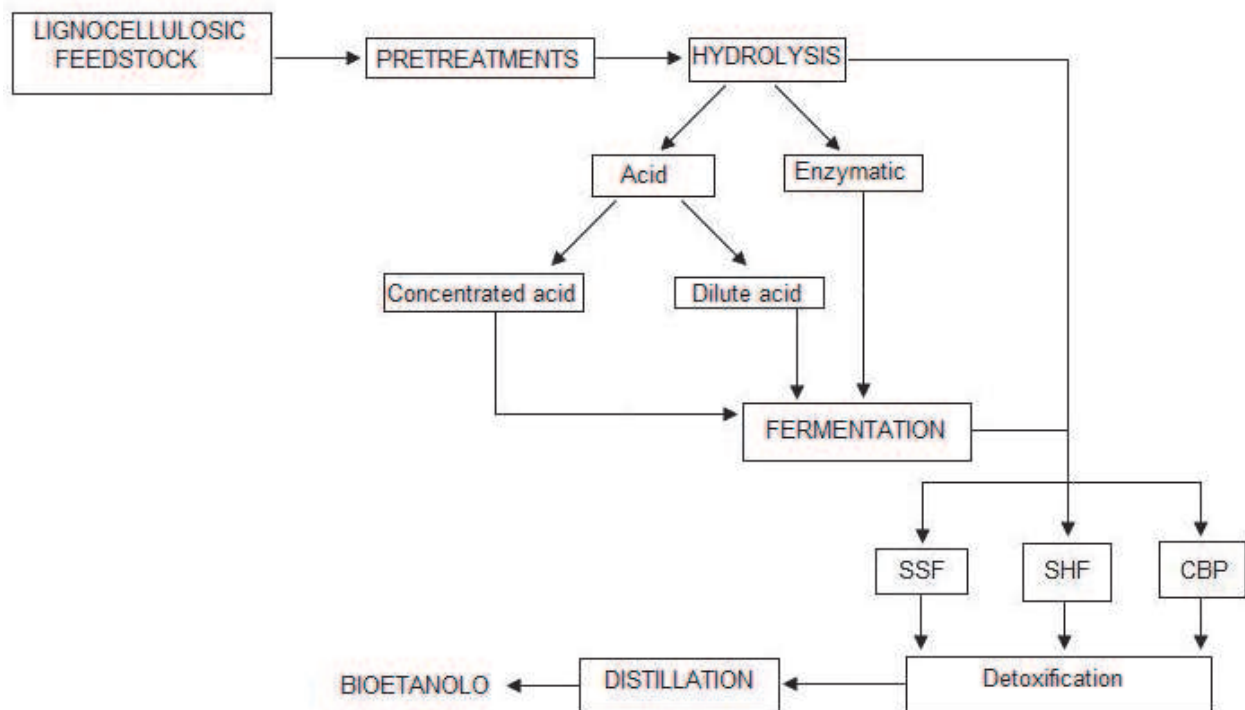 LIGNOCELLULOSIC
FEEDSTOCK
PRETREATMENTS
HYDROLYSIS
Acid
Enzymatic
Concentrated acid
Dilute acid
FERMENTATION
SSF
SHF
CBP
Detoxification
DISTILLATION
BIOETANOLO